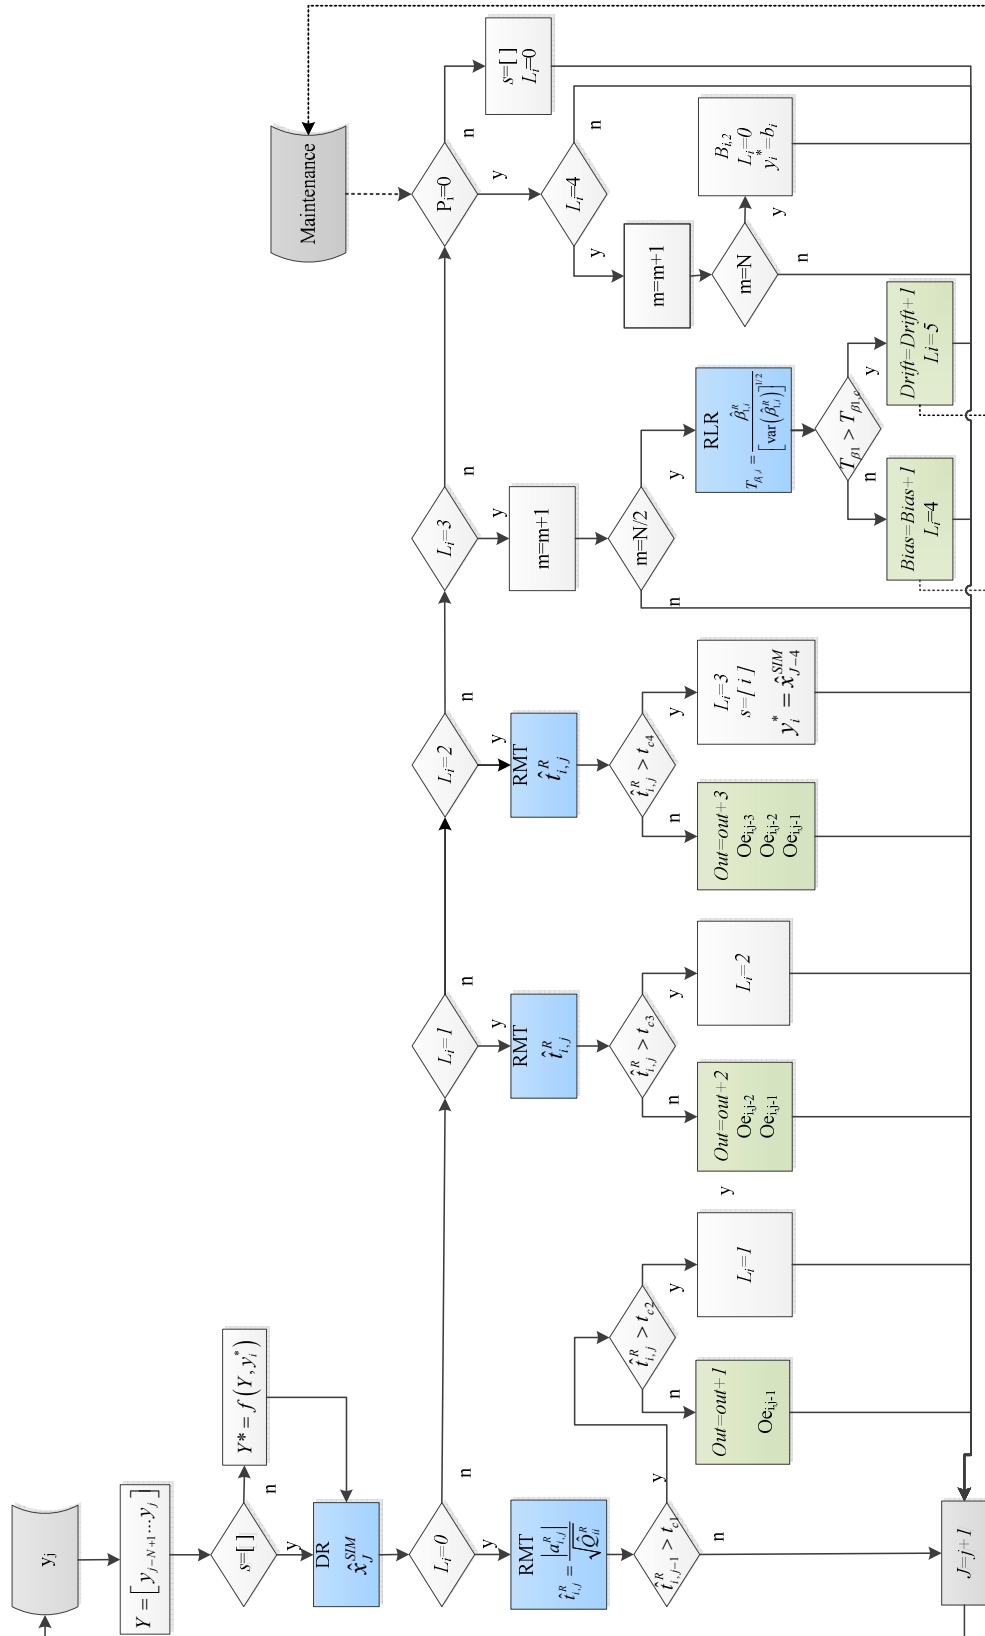 y_j
Y = [y_{j-N+1} ... y_j]
s=[]
n
y
Y* = f(Y, y_i^*)
DR
x̂_J^{SIM}
L_i=0
n
y
RMT
t̂_{i,j}^R = |a_{i,j}^R| / √Q̂_{ii}^R
t̂_{i,j-1}^R > t_{c1}
y
n
t̂_{i,j}^R > t_{c2}
n
y
Out=out+1
Oe_{i,j-1}
L_i=1
y
L_i=1
n
y
RMT
t̂_{i,j}^R
t̂_{i,j}^R > t_{c3}
n
y
Out=out+2
Oe_{i,j-2}
Oe_{i,j-1}
L_i=2
L_i=2
n
y
RMT
t̂_{i,j}^R
t̂_{i,j}^R > t_{c4}
n
y
Out=out+3
Oe_{i,j-3}
Oe_{i,j-2}
Oe_{i,j-1}
L_i=3
s=[ i ]
y_i^* = x̂_{J-4}^{SIM}
L_i=3
n
y
m=m+1
m=N/2
n
y
RLR
T_{β_1,j} = β̂_{1,j}^R / [var(β̂_{1,j}^R)]^{1/2}
T_{β1} > T_{β1,c}
n
y
Bias=Bias+1
L_i=4
Drift=Drift+1
Li=5
Maintenance
P_i=0
n
y
s=[ ]
L_i=0
L_i=4
n
y
m=m+1
m=N
n
y
B_{i,2}
L_i=0
y_i^*=b_i
J=j+1